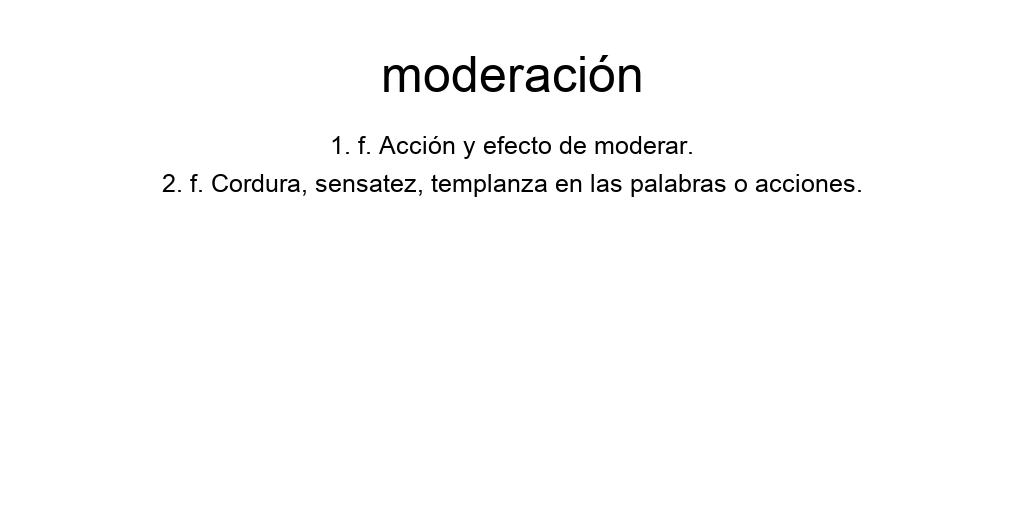 moderación
1. f. Acción y efecto de moderar.
2. f. Cordura, sensatez, templanza en las palabras o acciones.